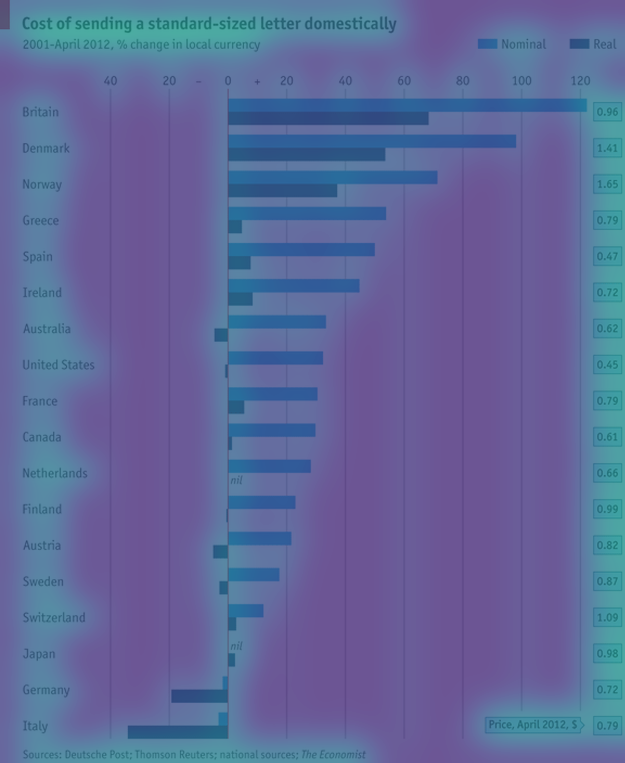 Cost of sending a standard-sized letter domestically
2001-April 2012, % change in local currency
Nominal Real
40 20 – 0 + 20 40 60 80 100 120
Britain 0.96
Denmark 1.41
Norway 1.65
Greece 0.79
Spain 0.47
Ireland 0.72
Australia 0.62
United States 0.45
France 0.79
Canada 0.61
Netherlands nil 0.66
Finland 0.99
Austria 0.82
Sweden 0.87
Switzerland 1.09
Japan nil 0.98
Germany 0.72
Italy Price, April 2012, $ 0.79
Sources: Deutsche Post; Thomson Reuters; national sources; The Economist